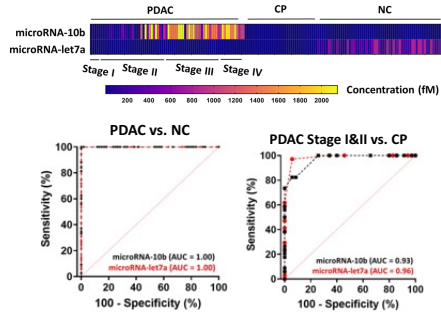 PDAC CP NC
microRNA-10b
microRNA-let7a
Stage I Stage II Stage III Stage IV
200 400 600 800 1000 1200 1400 1600 1800 2000 Concentration (fM)
PDAC vs. NC
Sensitivity (%)
100
80
60
40
20
0
microRNA-10b (AUC = 1.00)
microRNA-let7a (AUC = 1.00)
0 20 40 60 80 100
100 - Specificity (%)
PDAC Stage I&II vs. CP
Sensitivity (%)
100
80
60
40
20
0
microRNA-10b (AUC = 0.93)
microRNA-let7a (AUC = 0.96)
0 20 40 60 80 100
100 - Specificity (%)